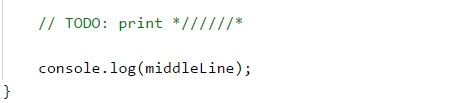 // TODO: print *//////*
console.log(middleLine);
}